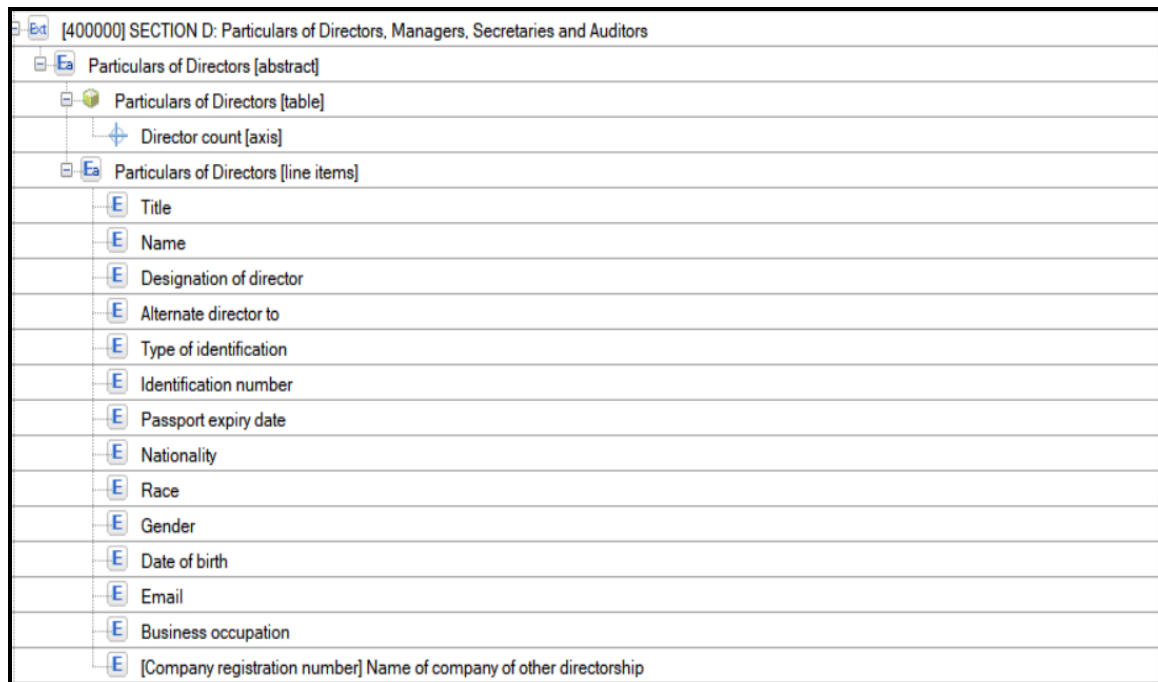 Ext [400000] SECTION D: Particulars of Directors, Managers, Secretaries and Auditors
Ea Particulars of Directors [abstract]
Particulars of Directors [table]
Director count [axis]
Ea Particulars of Directors [line items]
E Title
E Name
E Designation of director
E Alternate director to
E Type of identification
E Identification number
E Passport expiry date
E Nationality
E Race
E Gender
E Date of birth
E Email
E Business occupation
E [Company registration number] Name of company of other directorship